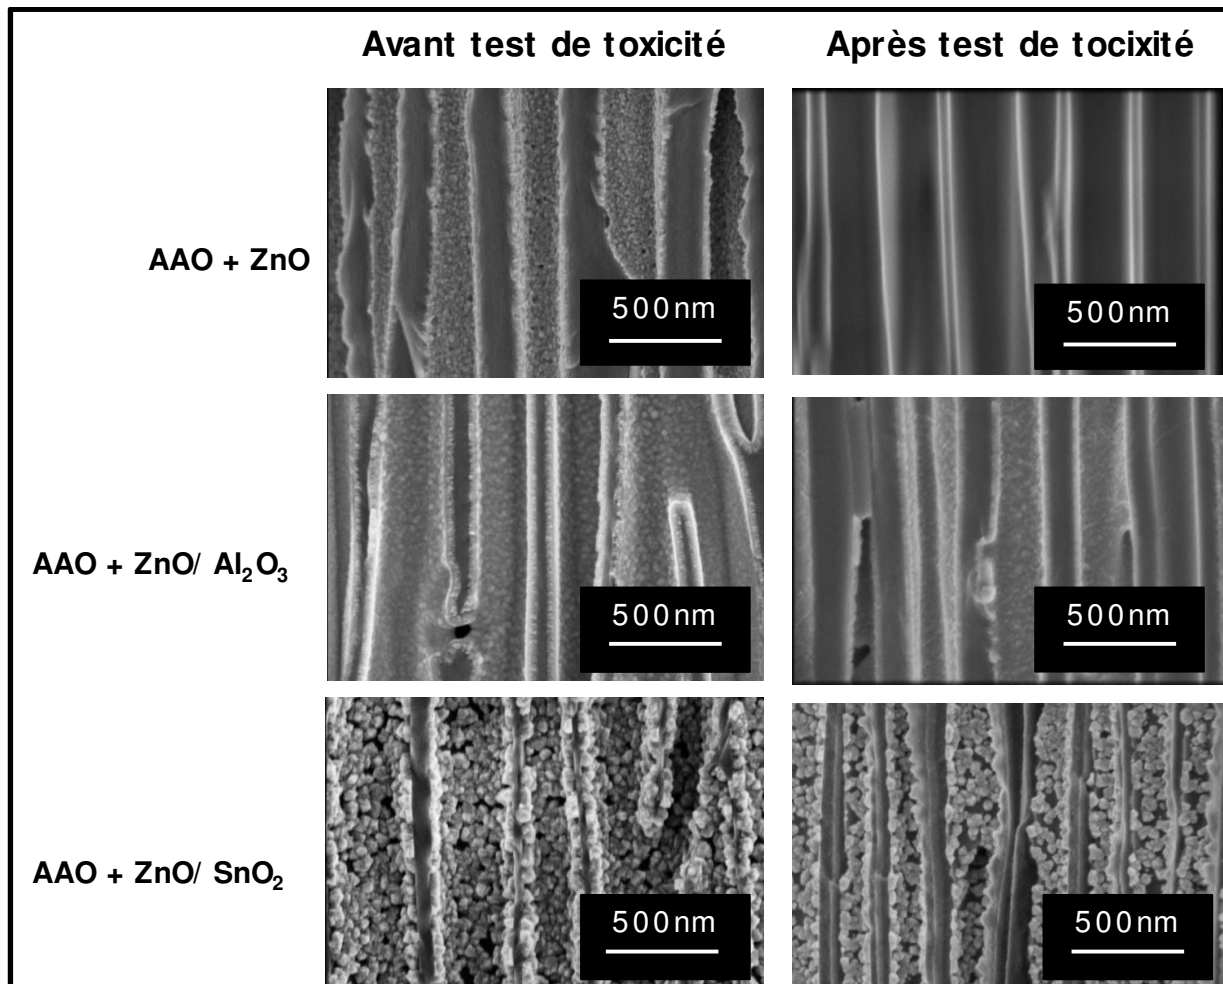 Avant test de toxicité
Après test de tocixité
AAO + ZnO
500nm
500nm
AAO + ZnO/ Al₂O₃
500nm
500nm
AAO + ZnO/ SnO₂
500nm
500nm